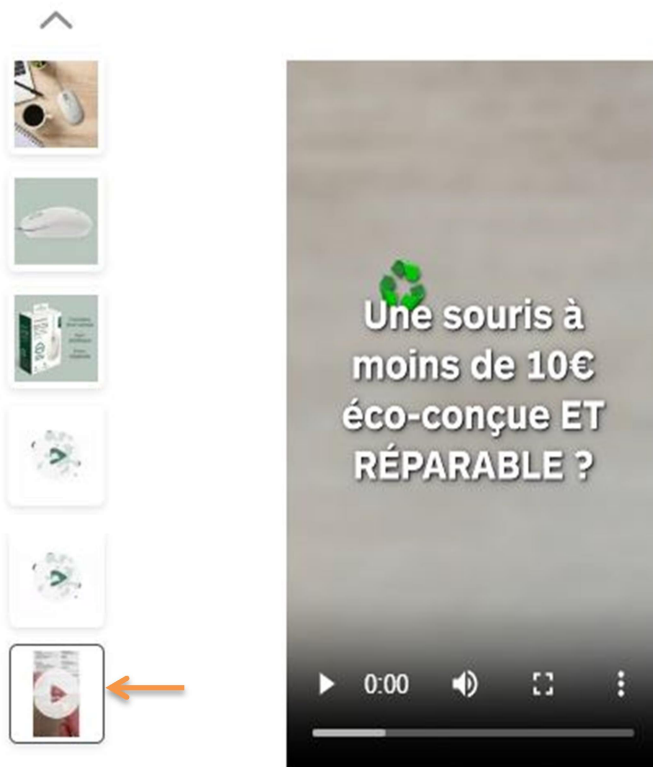 Une souris à
moins de 10€
éco-conçue ET
RÉPARABLE ?
0:00